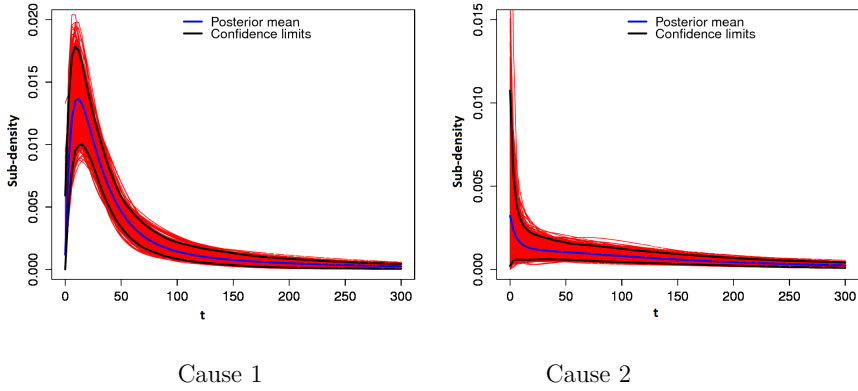 Posterior mean
Confidence limits
Sub-density
0.000 0.005 0.010 0.015 0.020
0 50 100 150 200 250 300
t
Cause 1
Posterior mean
Confidence limits
Sub-density
0.000 0.005 0.010 0.015
0 50 100 150 200 250 300
t
Cause 2